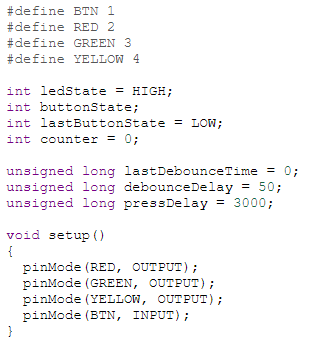 #define BTN 1
#define RED 2
#define GREEN 3
#define YELLOW 4
int ledState = HIGH;
int buttonState;
int lastButtonState = LOW;
int counter = 0;
unsigned long lastDebounceTime = 0;
unsigned long debounceDelay = 50;
unsigned long pressDelay = 3000;
void setup()
{
  pinMode(RED, OUTPUT);
  pinMode(GREEN, OUTPUT);
  pinMode(YELLOW, OUTPUT);
  pinMode(BTN, INPUT);
}